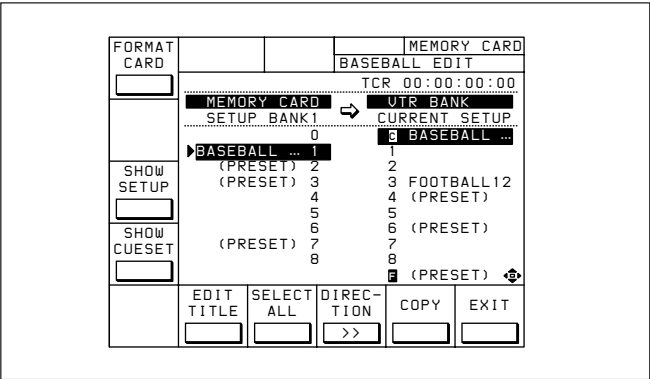 FORMAT CARD
MEMORY CARD
BASEBALL EDIT
TCR 00:00:00:00
MEMORY CARD ⇨ VTR BANK
SETUP BANK1 CURRENT SETUP
0 C BASEBALL …
▶BASEBALL … 1 1
(PRESET) 2 2
(PRESET) 3 3 FOOTBALL12
4 4 (PRESET)
5 5
6 6 (PRESET)
(PRESET) 7 7
8 8
F (PRESET)
SHOW SETUP
SHOW CUESET
EDIT TITLE
SELECT ALL
DIREC-
TION
>>
COPY
EXIT